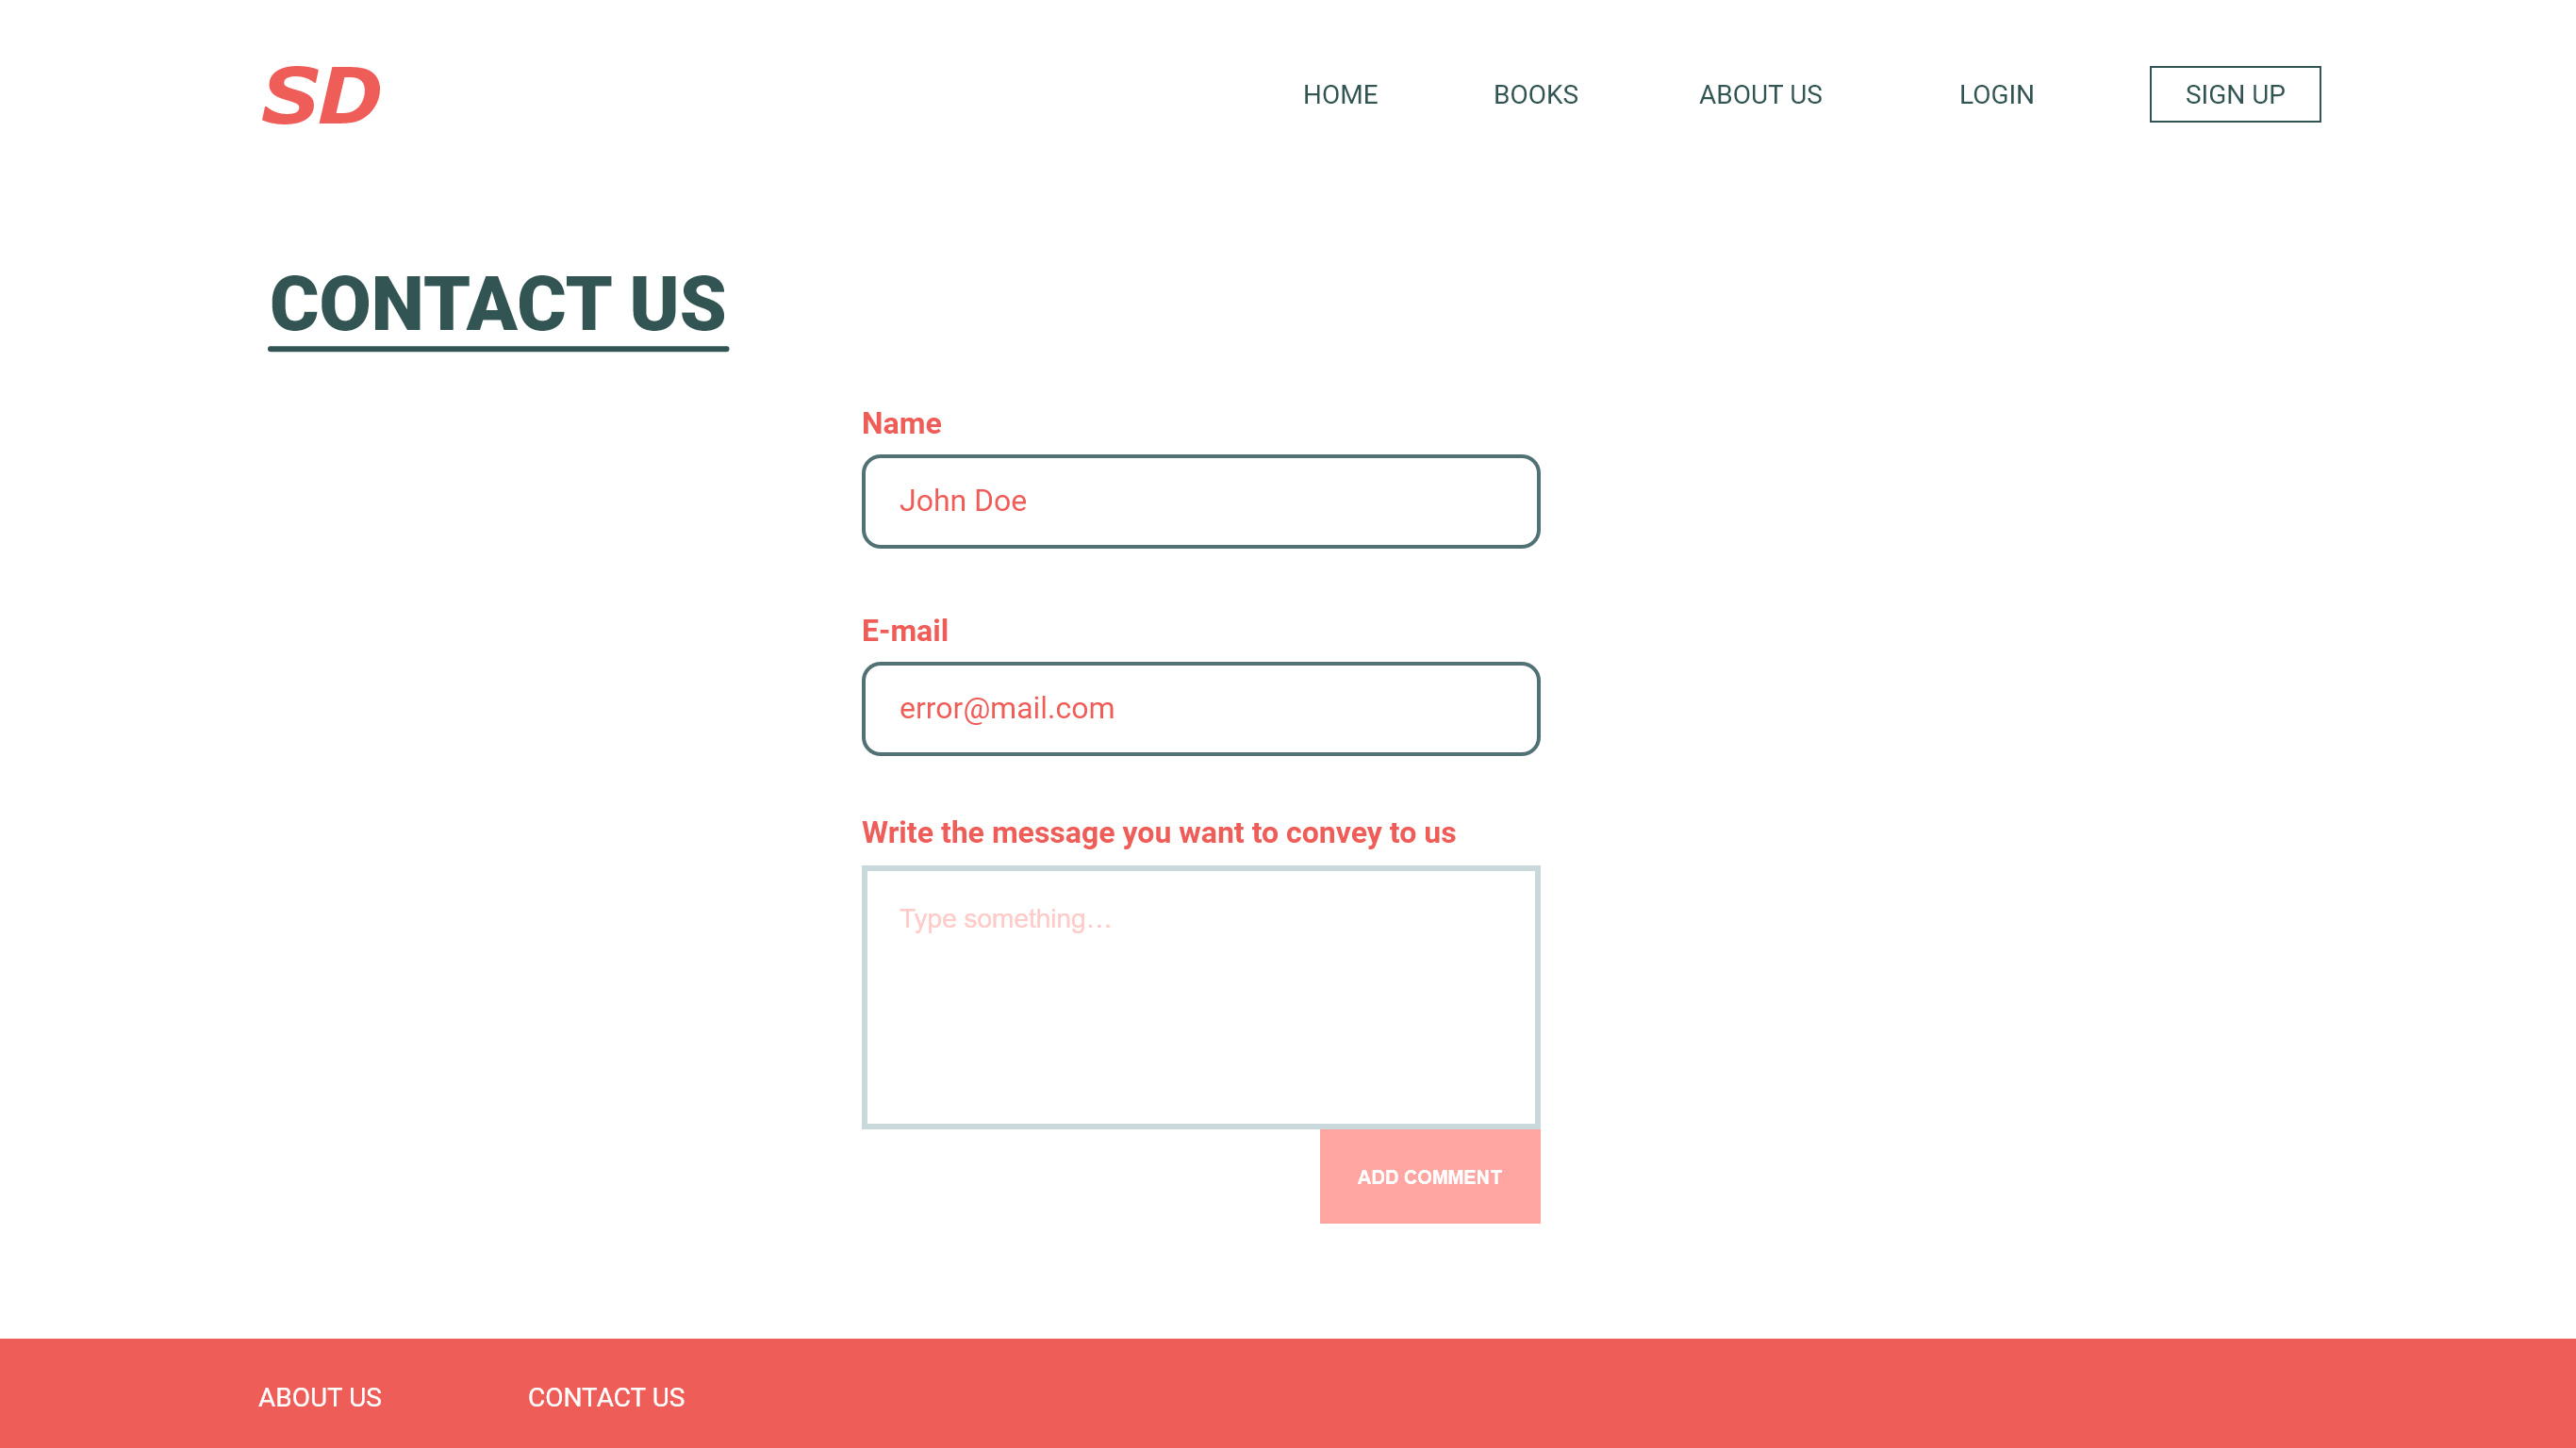 SD
HOME BOOKS ABOUT US LOGIN SIGN UP
CONTACT US
Name
John Doe
E-mail
error@mail.com
Write the message you want to convey to us
Type something...
ADD COMMENT
ABOUT US CONTACT US